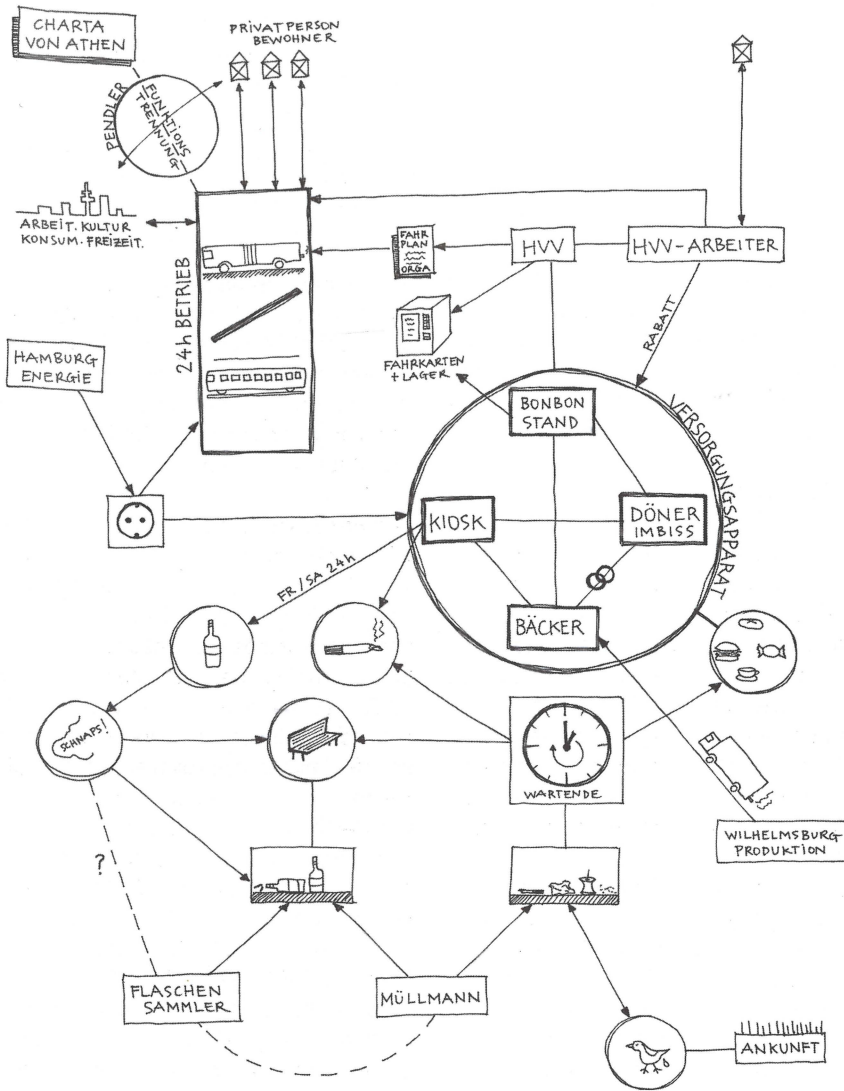 CHARTA
VON ATHEN
PRIVATPERSON
BEWOHNER
PENDLER
FUNKTIONS
TRENNUNG
ARBEIT. KULTUR
KONSUM. FREIZEIT.
24h BETRIEB
FAHR
PLAN
ORGA
HVV
HVV-ARBEITER
RABATT
FAHRKARTEN
+ LAGER
HAMBURG
ENERGIE
BONBON
STAND
VERSORGUNGSAPPARAT
KIOSK
DÖNER
IMBISS
BÄCKER
FR / SA 24h
SCHNAPS!
WARTENDE
WILHELMSBURG
PRODUKTION
?
FLASCHEN
SAMMLER
MÜLLMANN
ANKUNFT